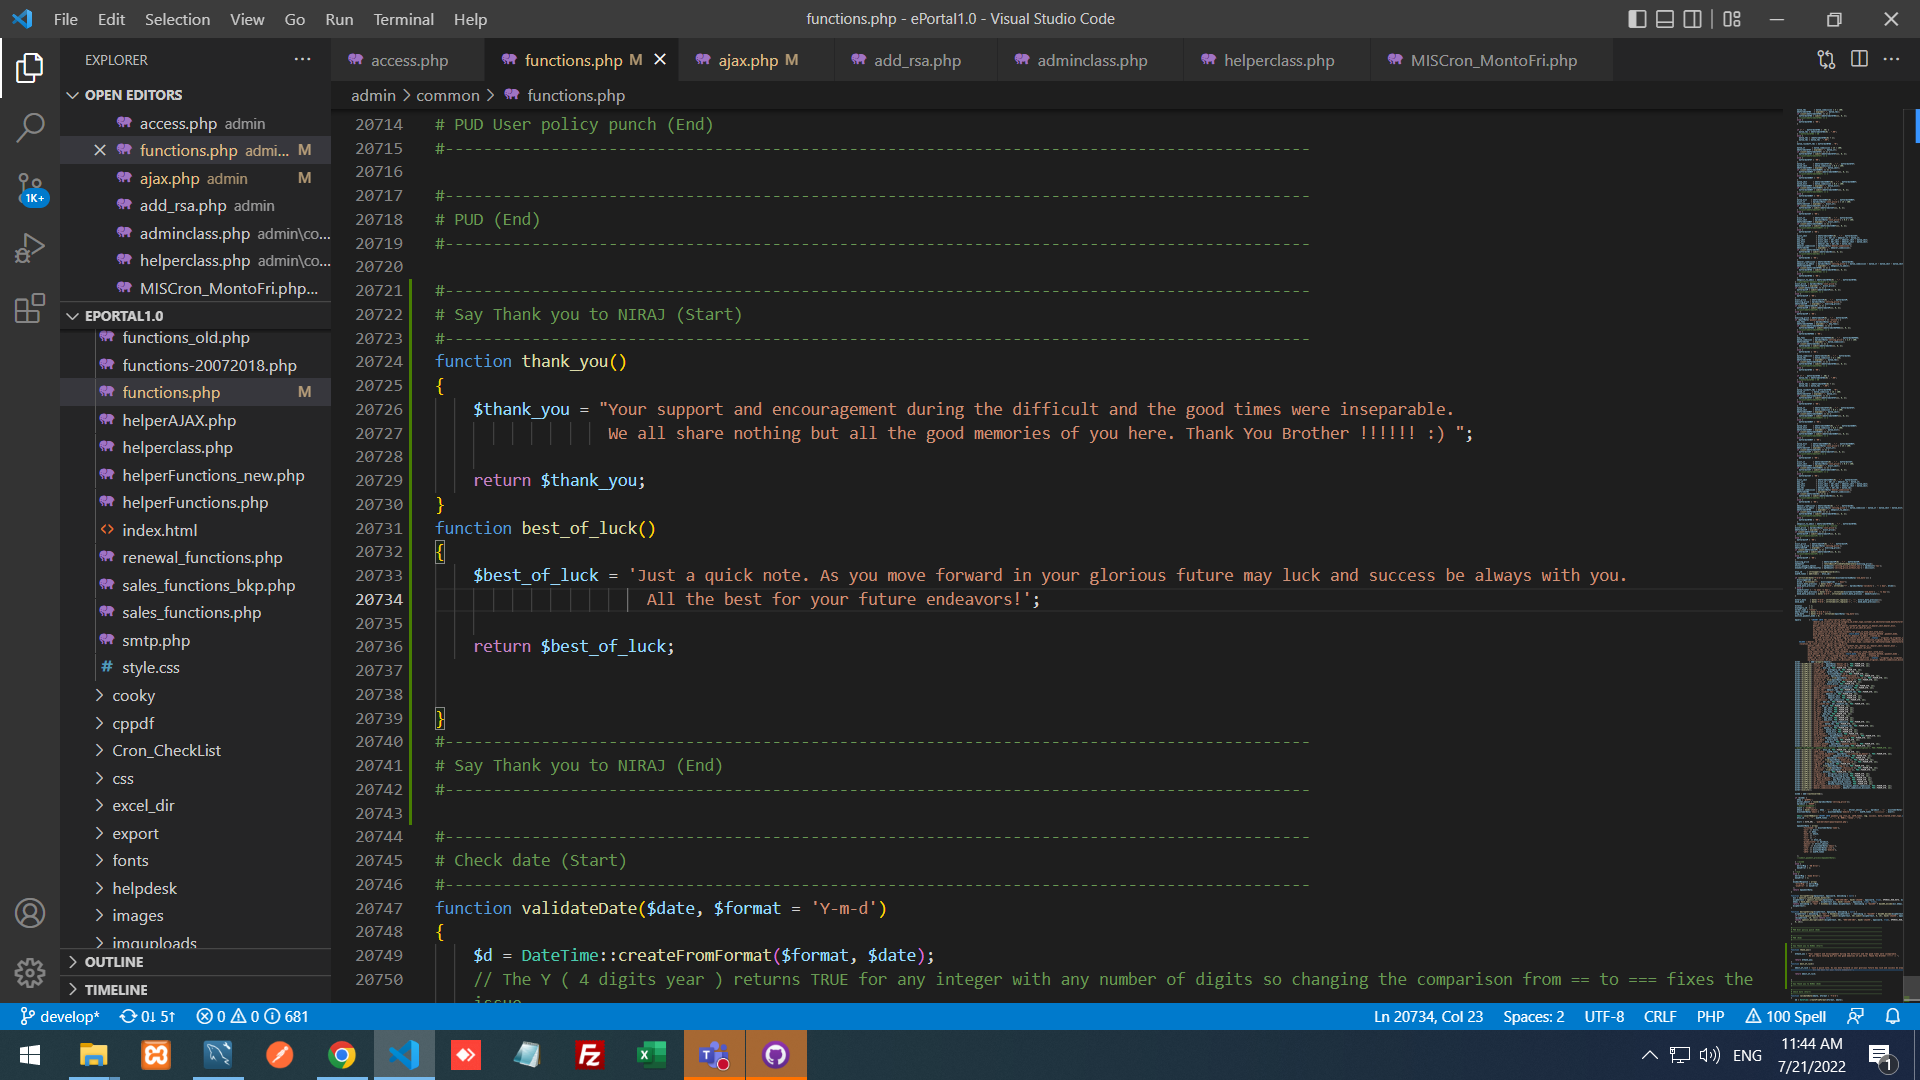 File Edit Selection View Go Run Terminal Help
functions.php - ePortal1.0 - Visual Studio Code
EXPLORER
access.php
functions.php M
ajax.php M
add_rsa.php
adminclass.php
helperclass.php
MISCron_MontoFri.php
admin > common > functions.php
OPEN EDITORS
access.php admin
functions.php admi... M
ajax.php admin M
add_rsa.php admin
adminclass.php admin\co...
helperclass.php admin\co...
MISCron_MontoFri.php...
EPORTAL1.0
functions_old.php
functions-20072018.php
functions.php M
helperAJAX.php
helperclass.php
helperFunctions_new.php
helperFunctions.php
index.html
renewal_functions.php
sales_functions_bkp.php
sales_functions.php
smtp.php
style.css
cooky
cppdf
Cron_CheckList
css
excel_dir
export
fonts
helpdesk
images
imguploads
OUTLINE
TIMELINE
1K+
20714 # PUD User policy punch (End)
20715 #------------------------------------------------------------------------------------------
20716
20717 #------------------------------------------------------------------------------------------
20718 # PUD (End)
20719 #------------------------------------------------------------------------------------------
20720
20721 #------------------------------------------------------------------------------------------
20722 # Say Thank you to NIRAJ (Start)
20723 #------------------------------------------------------------------------------------------
20724 function thank_you()
20725 {
20726 $thank_you = "Your support and encouragement during the difficult and the good times were inseparable.
20727 We all share nothing but all the good memories of you here. Thank You Brother !!!!!! :) ";
20728
20729 return $thank_you;
20730 }
20731 function best_of_luck()
20732 {
20733 $best_of_luck = 'Just a quick note. As you move forward in your glorious future may luck and success be always with you.
20734 All the best for your future endeavors!';
20735
20736 return $best_of_luck;
20737
20738
20739 }
20740 #------------------------------------------------------------------------------------------
20741 # Say Thank you to NIRAJ (End)
20742 #------------------------------------------------------------------------------------------
20743
20744 #------------------------------------------------------------------------------------------
20745 # Check date (Start)
20746 #------------------------------------------------------------------------------------------
20747 function validateDate($date, $format = 'Y-m-d')
20748 {
20749 $d = DateTime::createFromFormat($format, $date);
20750 // The Y ( 4 digits year ) returns TRUE for any integer with any number of digits so changing the comparison from == to === fixes the
issue
develop* 0↓ 5↑ 0 0 681
Ln 20734, Col 23 Spaces: 2 UTF-8 CRLF PHP 100 Spell
ENG
11:44 AM
7/21/2022
1